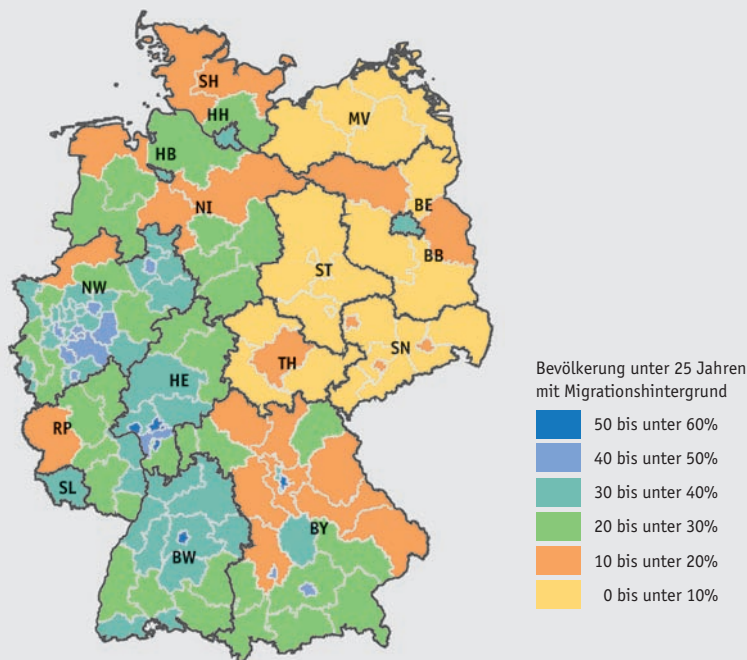 SH
HH
MV
HB
BE
NI
BB
ST
NW
SN
TH
HE
RP
SL
BY
BW
Bevölkerung unter 25 Jahren
mit Migrationshintergrund
50 bis unter 60%
40 bis unter 50%
30 bis unter 40%
20 bis unter 30%
10 bis unter 20%
0 bis unter 10%